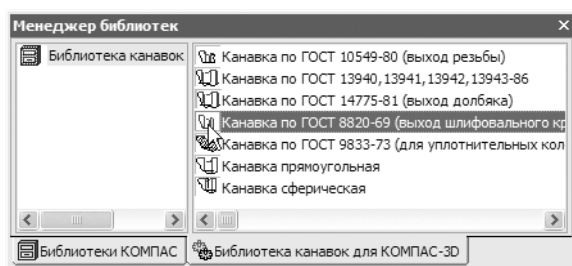 Менеджер библиотек
Библиотека канавок
Канавка по ГОСТ 10549-80 (выход резьбы)
Канавка по ГОСТ 13940,13941,13942,13943-86
Канавка по ГОСТ 14775-81 (выход долбяка)
Канавка по ГОСТ 8820-69 (выход шлифовального кр
Канавка по ГОСТ 9833-73 (для уплотнительных кол
Канавка прямоугольная
Канавка сферическая
Библиотеки КОМПАС
Библиотека канавок для КОМПАС-3D